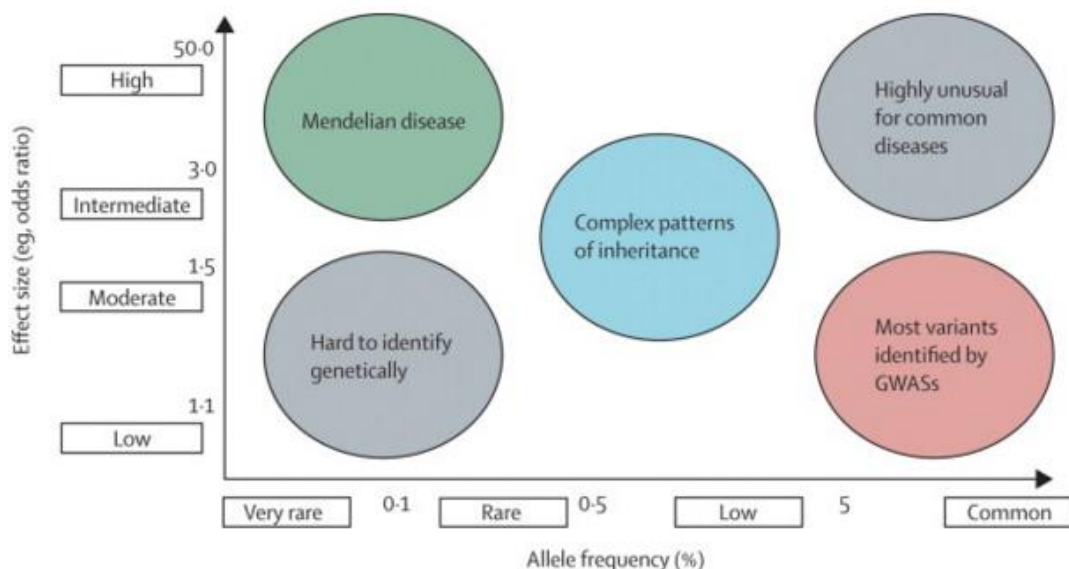 50·0
High
Mendelian disease
Highly unusual
for common
diseases
3·0
Intermediate
Complex patterns
of inheritance
Effect size (eg, odds ratio)
1·5
Moderate
Hard to identify
genetically
Most variants
identified by
GWASs
1·1
Low
Very rare
0·1
Rare
0·5
Low
5
Common
Allele frequency (%)